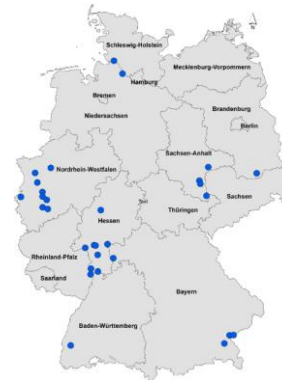 Schleswig-Holstein
Mecklenburg-Vorpommern
Hamburg
Bremen
Brandenburg
Niedersachsen
Berlin
Sachsen-Anhalt
Nordrhein-Westfalen
Sachsen
Thüringen
Hessen
Rheinland-Pfalz
Saarland
Bayern
Baden-Württemberg